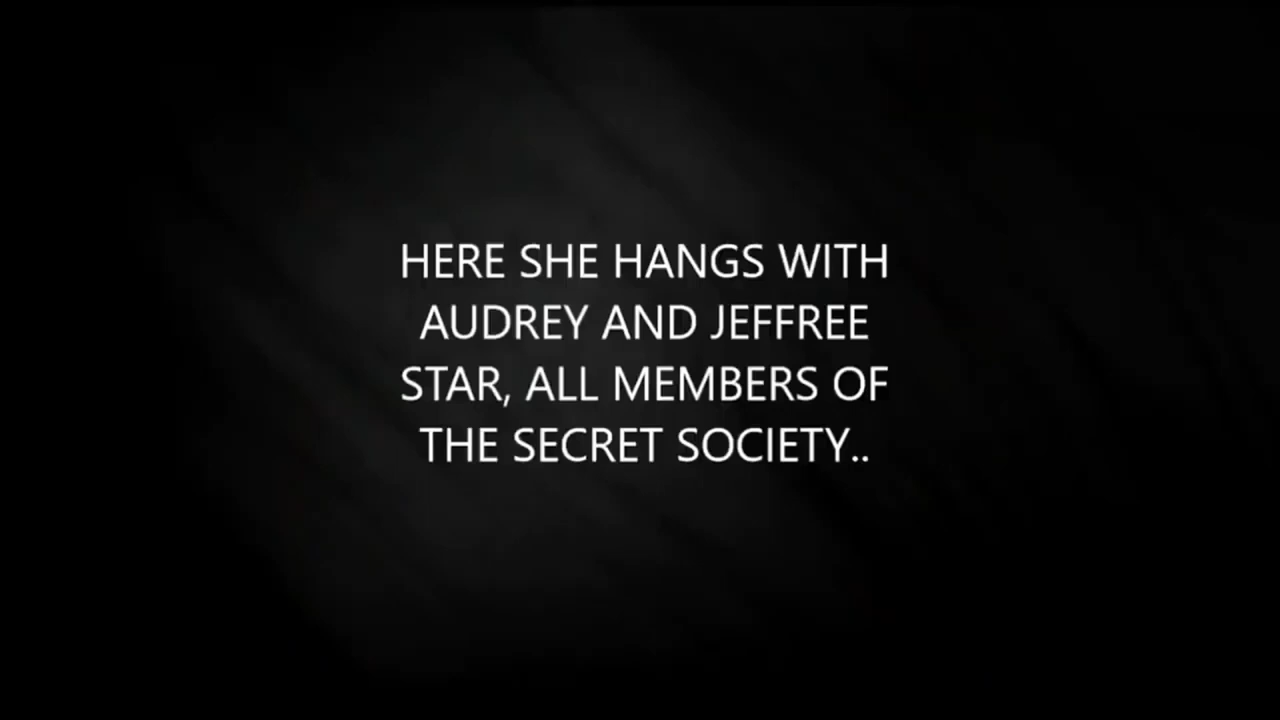 HERE SHE HANGS WITH
AUDREY AND JEFFREE
STAR, ALL MEMBERS OF
THE SECRET SOCIETY..